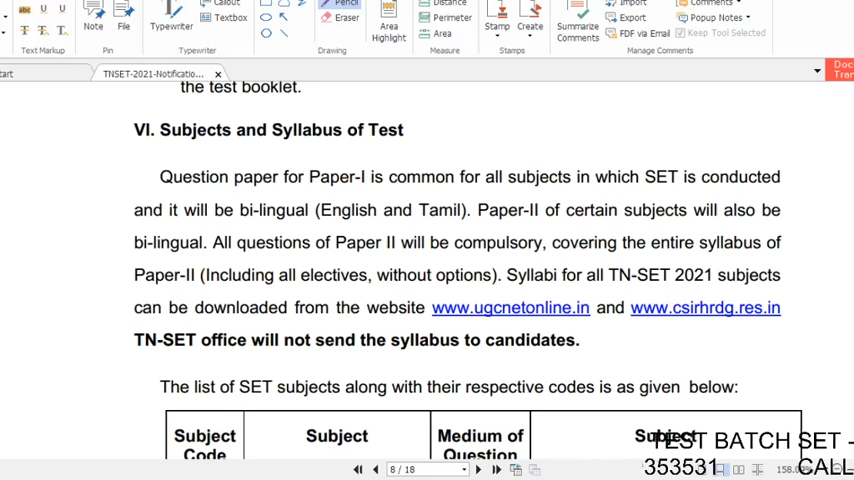 Pencil
Callout
Distance
Import
Comments
Note
File
Typewriter
Textbox
Eraser
Area
Highlight
Perimeter
Area
Stamp
Create
Summarize
Comments
Export
FDF via Email
Popup Notes
Keep Tool Selected
Text Markup
Pin
Typewriter
Drawing
Measure
Stamps
Manage Comments
tart
TNSET-2021-Notificatio...
Doc
Tran
the test booklet.
VI. Subjects and Syllabus of Test
Question paper for Paper-I is common for all subjects in which SET is conducted
and it will be bi-lingual (English and Tamil). Paper-II of certain subjects will also be
bi-lingual. All questions of Paper II will be compulsory, covering the entire syllabus of
Paper-II (Including all electives, without options). Syllabi for all TN-SET 2021 subjects
can be downloaded from the website www.ugcnetonline.in and www.csirhrdg.res.in
TN-SET office will not send the syllabus to candidates.
The list of SET subjects along with their respective codes is as given below:
Subject
Code
Subject
Medium of
Question
Subject
TEST BATCH SET -
353531
CALL
8 / 18